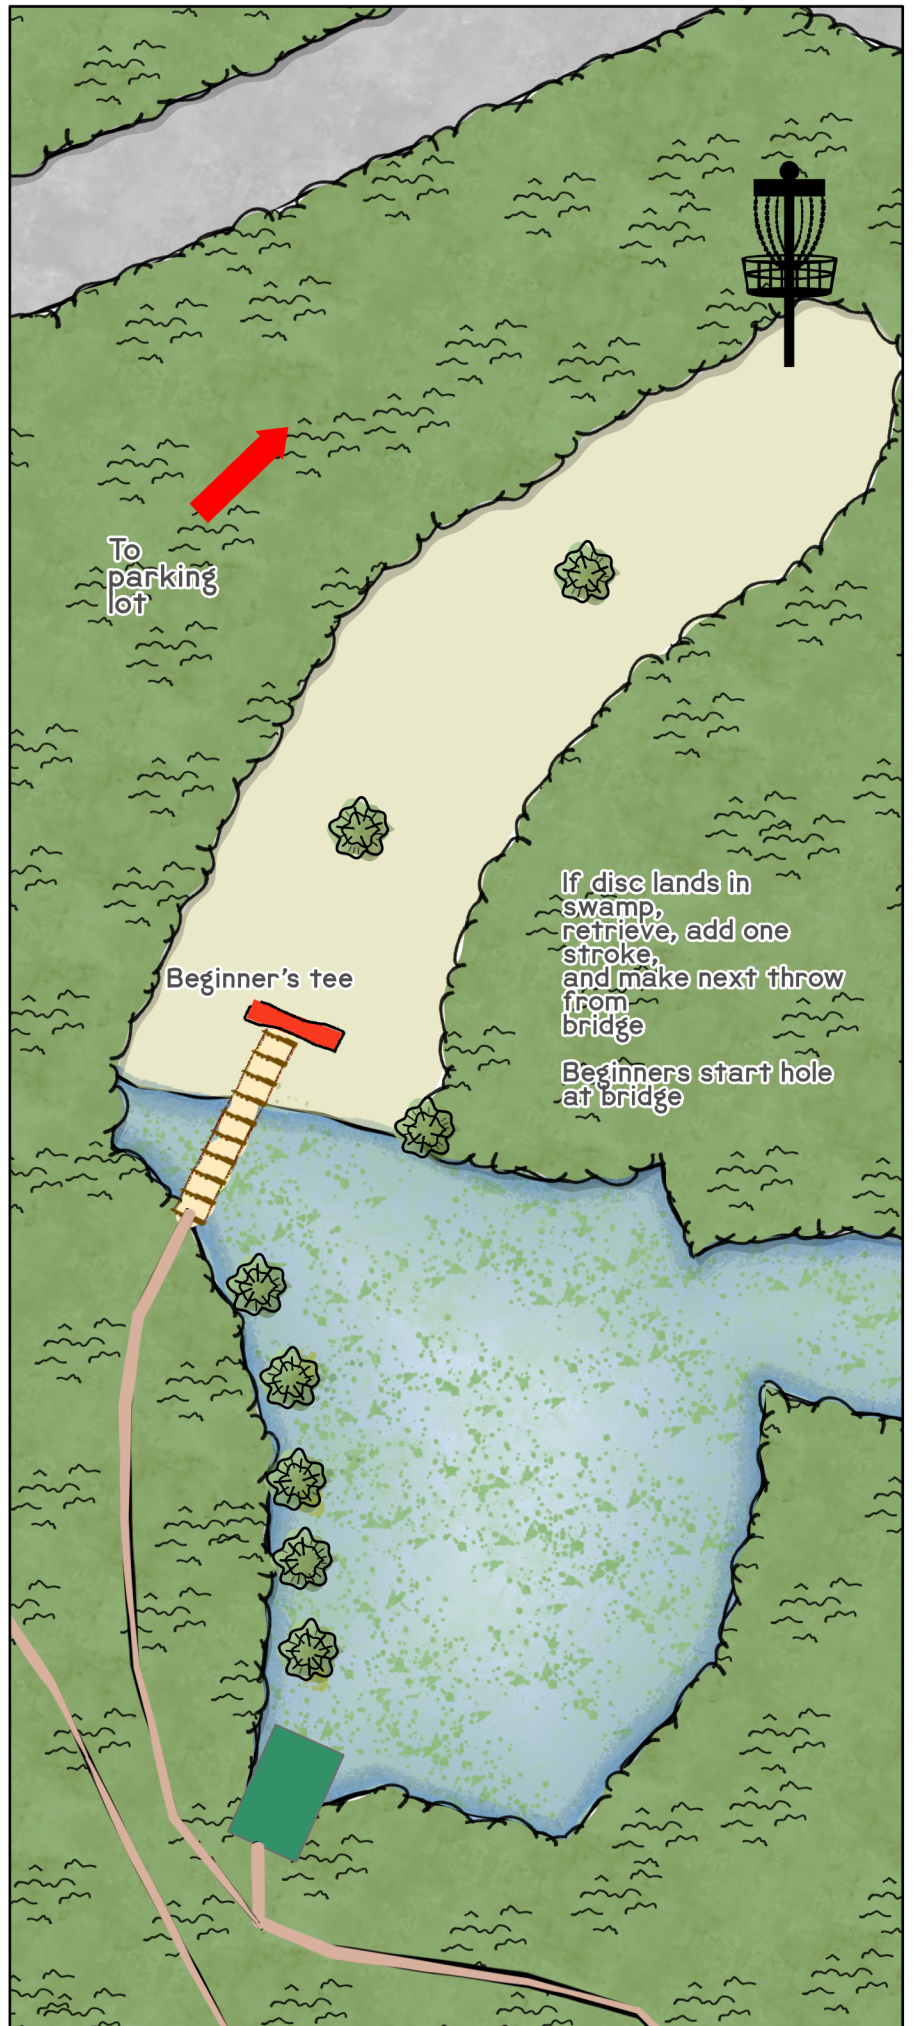 To
parking
lot
If disc lands in
swamp,
retrieve, add one
stroke,
and make next throw
from
bridge
Beginner's tee
Beginners start hole
at bridge